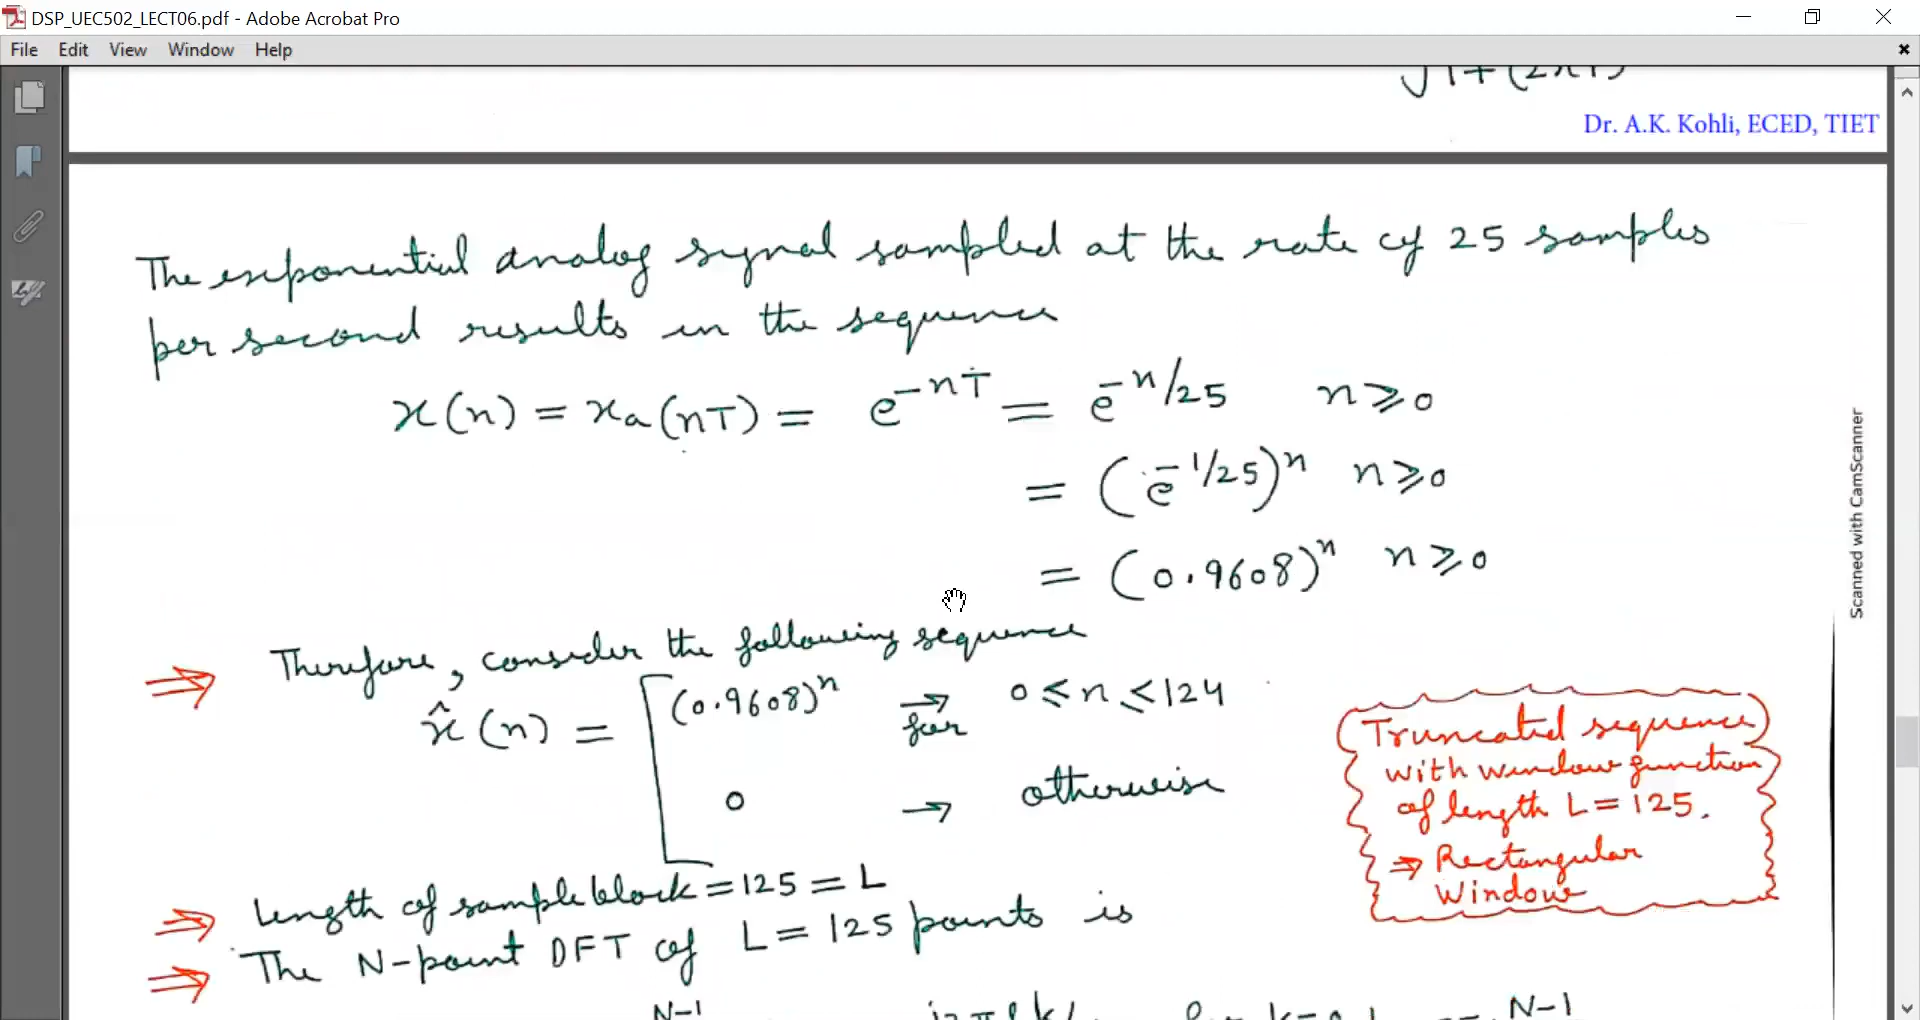 DSP_UEC502_LECT06.pdf - Adobe Acrobat Pro
File Edit View Window Help
Dr. A.K. Kohli, ECED, TIET
The exponential analog signal sampled at the rate of 25 samples
per second results in the sequence
x(n) = xa(nT) = e^-nT = e^-n/25 n ≥ 0
= (e^-1/25)^n n ≥ 0
= (0.9608)^n n ≥ 0
Therefore, consider the following sequence
x̂(n) = [ (0.9608)^n → for 0 ≤ n ≤ 124
0 → otherwise
Truncated sequence
with window function
of length L = 125.
⇒ Rectangular
Window
⇒ Length of sample block = 125 = L
⇒ The N-point DFT of L = 125 points is
N-1
N-1
Scanned with CamScanner